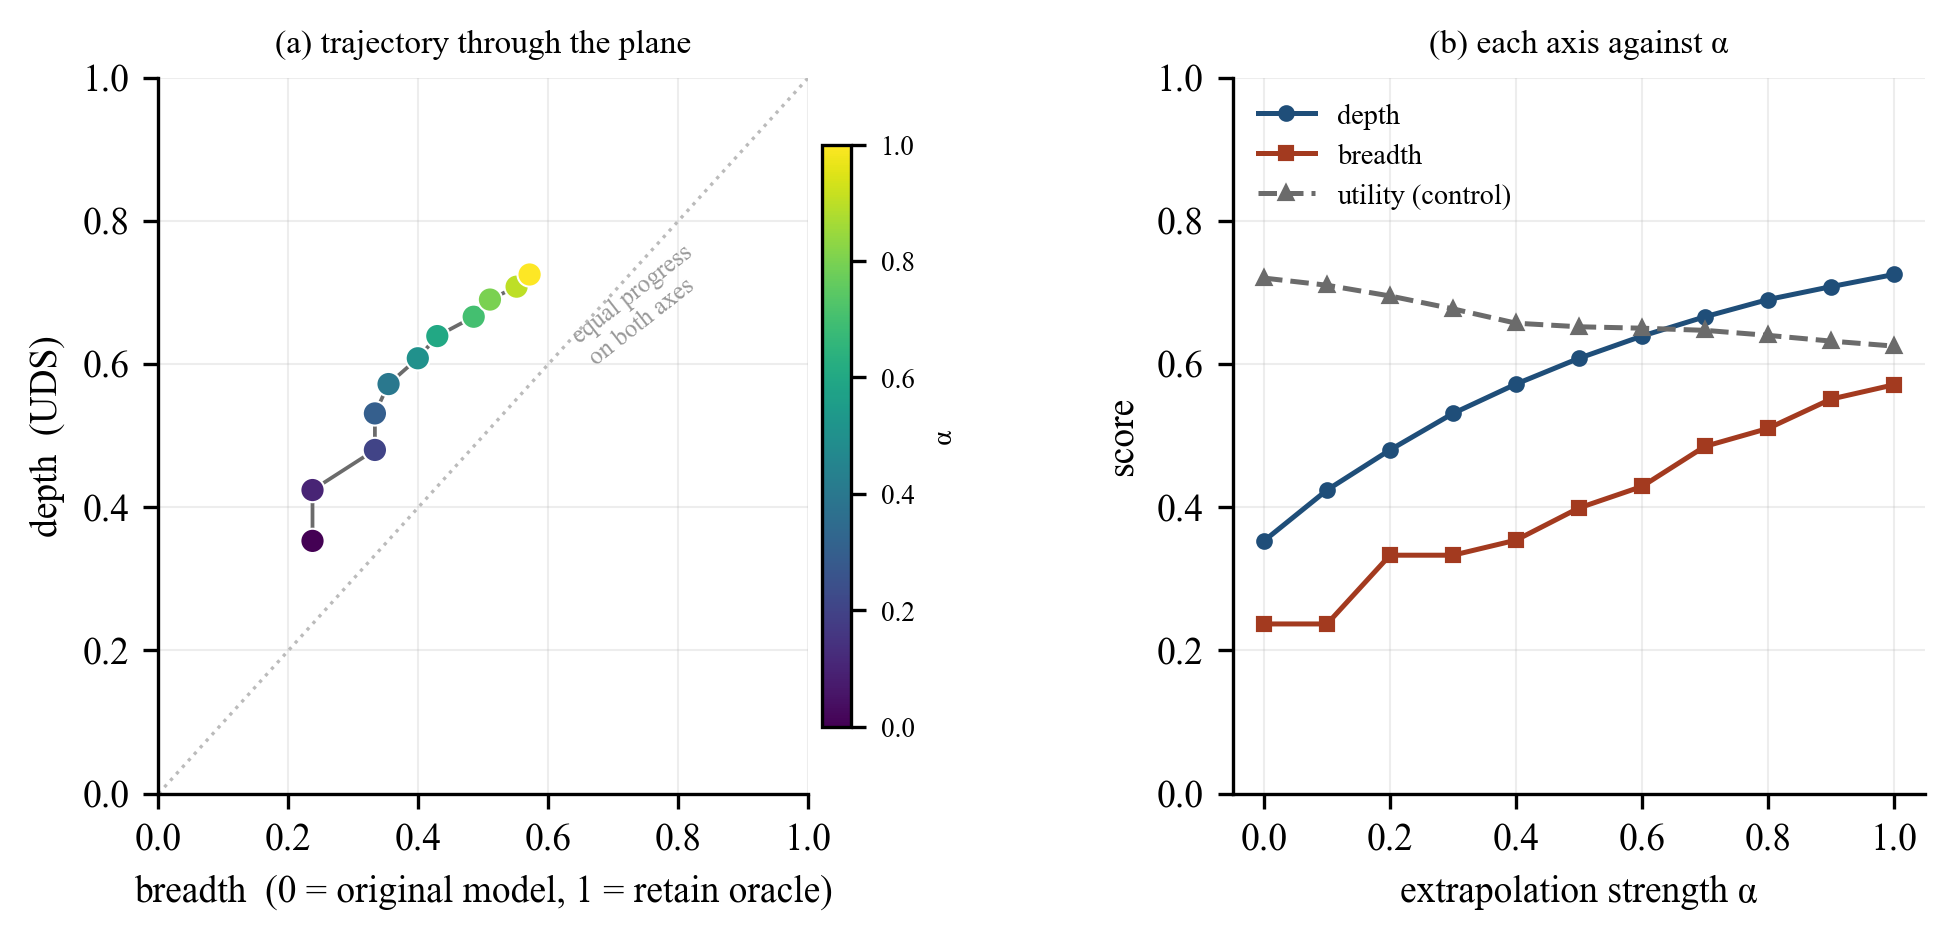 (a) trajectory through the plane
1.0
0.8
0.6
0.4
0.2
0.0
depth (UDS)
equal progress
on both axes
0.0 0.2 0.4 0.6 0.8 1.0
breadth (0 = original model, 1 = retain oracle)
1.0
0.8
0.6
0.4
0.2
0.0
α
(b) each axis against α
depth
breadth
utility (control)
1.0
0.8
0.6
0.4
0.2
0.0
score
0.0 0.2 0.4 0.6 0.8 1.0
extrapolation strength α